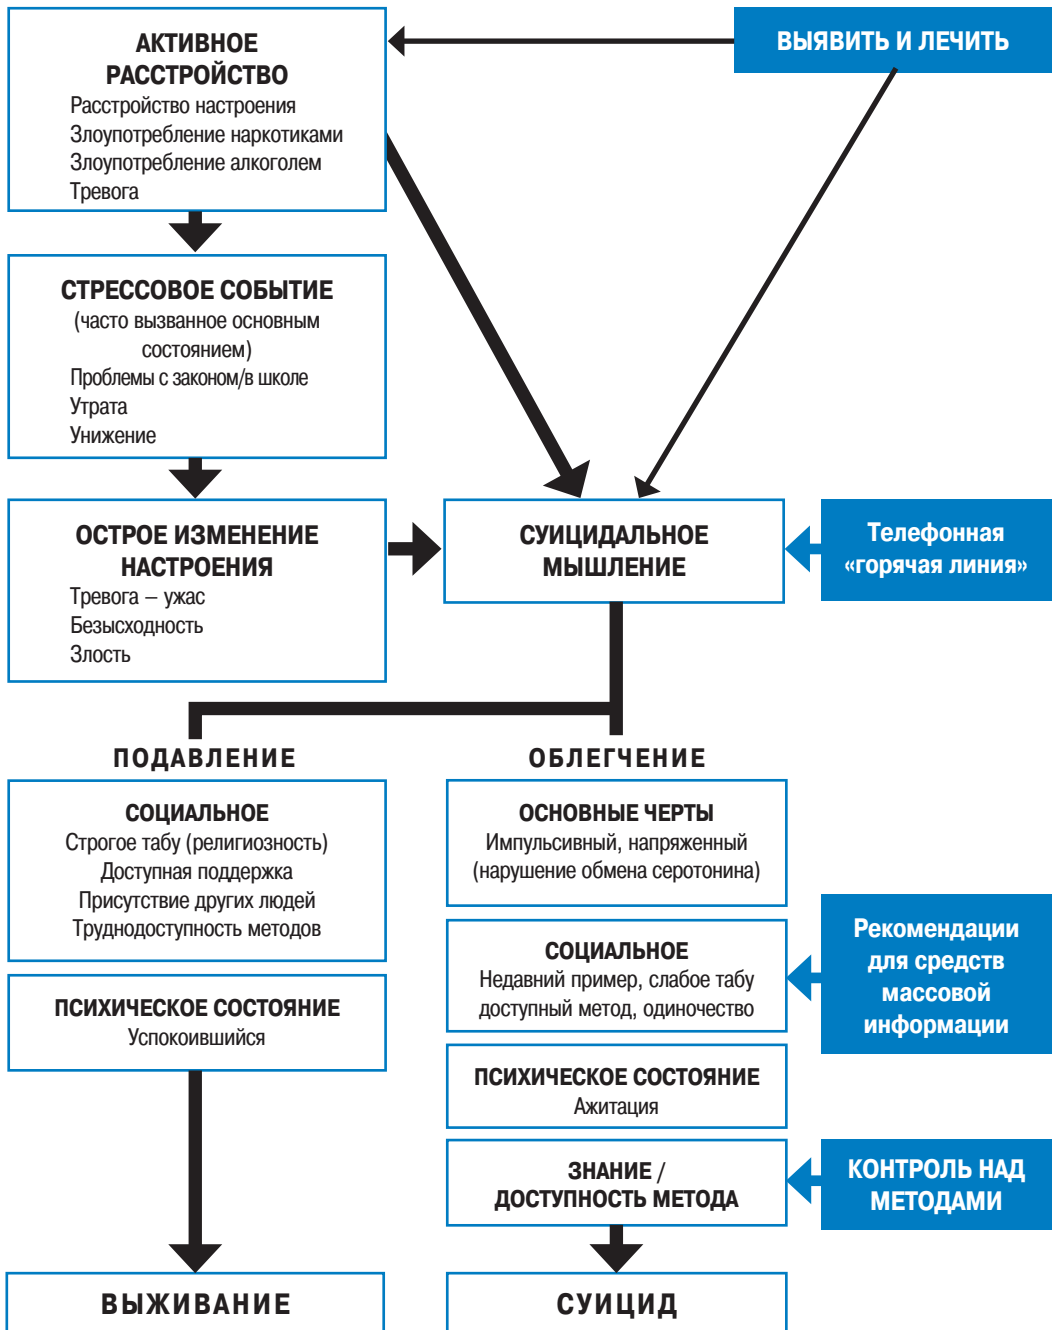 АКТИВНОЕ
РАССТРОЙСТВО
Расстройство настроения
Злоупотребление наркотиками
Злоупотребление алкоголем
Тревога
ВЫЯВИТЬ И ЛЕЧИТЬ
СТРЕССОВОЕ СОБЫТИЕ
(часто вызванное основным
состоянием)
Проблемы с законом/в школе
Утрата
Унижение
ОСТРОЕ ИЗМЕНЕНИЕ
НАСТРОЕНИЯ
Тревога – ужас
Безысходность
Злость
СУИЦИДАЛЬНОЕ
МЫШЛЕНИЕ
Телефонная
«горячая линия»
ПОДАВЛЕНИЕ
СОЦИАЛЬНОЕ
Строгое табу (религиозность)
Доступная поддержка
Присутствие других людей
Труднодоступность методов
ПСИХИЧЕСКОЕ СОСТОЯНИЕ
Успокоившийся
ВЫЖИВАНИЕ
ОБЛЕГЧЕНИЕ
ОСНОВНЫЕ ЧЕРТЫ
Импульсивный, напряженный
(нарушение обмена серотонина)
СОЦИАЛЬНОЕ
Недавний пример, слабое табу
доступный метод, одиночество
Рекомендации
для средств
массовой
информации
ПСИХИЧЕСКОЕ СОСТОЯНИЕ
Ажитация
ЗНАНИЕ /
ДОСТУПНОСТЬ МЕТОДА
КОНТРОЛЬ НАД
МЕТОДАМИ
СУИЦИД